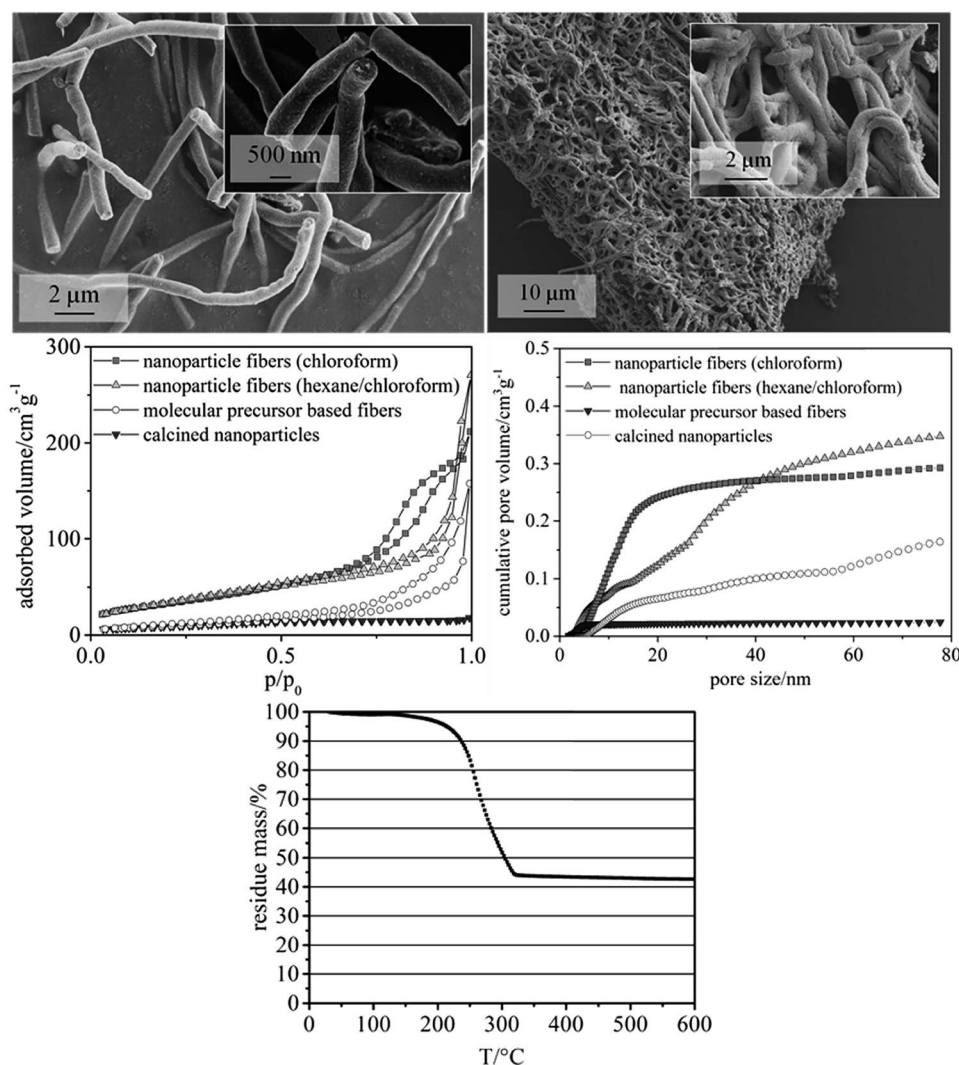 500 nm
2 µm
2 µm
10 µm
300
200
100
0
0.0
0.5
1.0
adsorbed volume/cm³g⁻¹
p/p₀
nanoparticle fibers (chloroform)
nanoparticle fibers (hexane/chloroform)
molecular precursor based fibers
calcined nanoparticles
0.5
0.4
0.3
0.2
0.1
0.0
0
20
40
60
80
cumulative pore volume/cm³g⁻¹
pore size/nm
nanoparticle fibers (chloroform)
nanoparticle fibers (hexane/chloroform)
molecular precursor based fibers
calcined nanoparticles
100
90
80
70
60
50
40
30
20
10
0
0
100
200
300
400
500
600
residue mass/%
T/°C